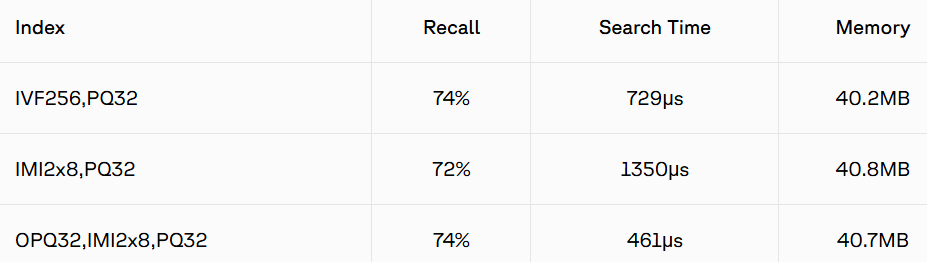 Index Recall Search Time Memory
IVF256,PQ32 74% 729µs 40.2MB
IMI2x8,PQ32 72% 1350µs 40.8MB
OPQ32,IMI2x8,PQ32 74% 461µs 40.7MB